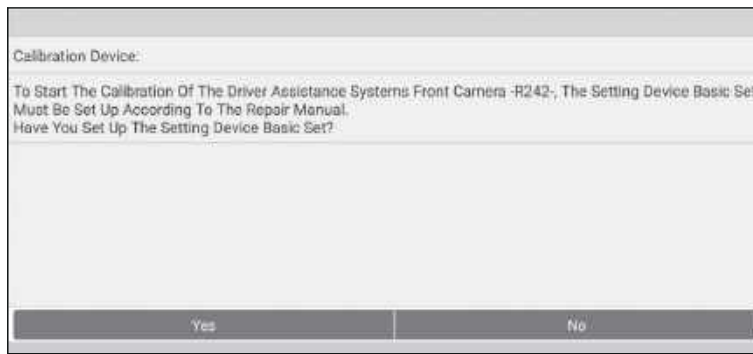 Calibration Device:
To Start The Calibration Of The Driver Assistance Systems Front Camera -R242-, The Setting Device Basic Set
Must Be Set Up According To The Repair Manual.
Have You Set Up The Setting Device Basic Set?
Yes
No